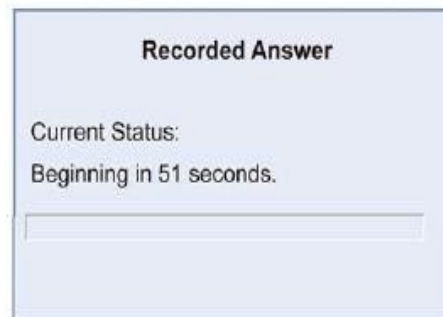 Recorded Answer
Current Status:
Beginning in 51 seconds.